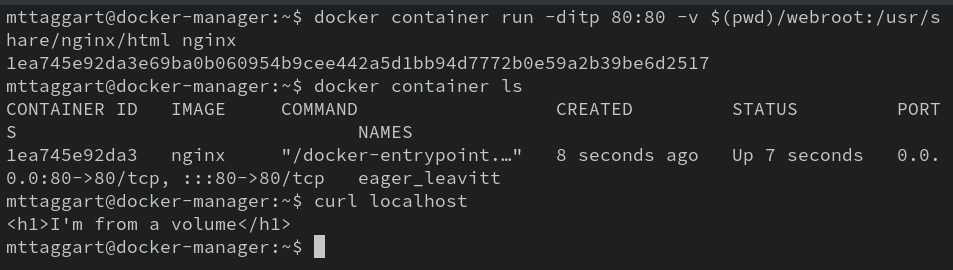 mttaggart@docker-manager:~$ docker container run -ditp 80:80 -v $(pwd)/webroot:/usr/s
hare/nginx/html nginx
1ea745e92da3e69ba0b060954b9cee442a5d1bb94d7772b0e59a2b39be6d2517
mttaggart@docker-manager:~$ docker container ls
CONTAINER ID   IMAGE     COMMAND                  CREATED         STATUS         PORT
S                               NAMES
1ea745e92da3   nginx     "/docker-entrypoint.…"   8 seconds ago   Up 7 seconds   0.0.
0.0:80->80/tcp, :::80->80/tcp   eager_leavitt
mttaggart@docker-manager:~$ curl localhost
<h1>I'm from a volume</h1>
mttaggart@docker-manager:~$